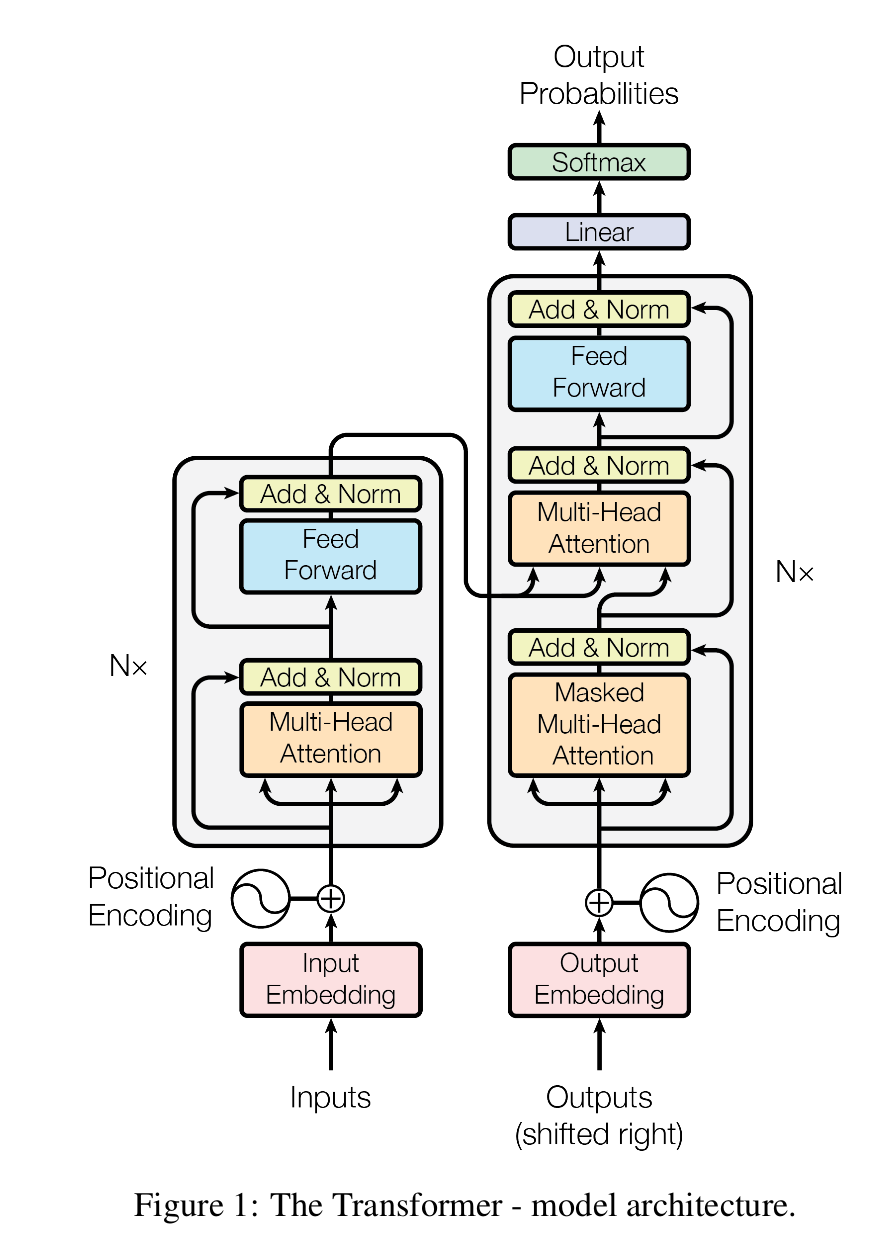 Output
Probabilities
Softmax
Linear
Add & Norm
Feed
Forward
Add & Norm
Multi-Head
Attention
Add & Norm
Masked
Multi-Head
Attention
N×
Add & Norm
Feed
Forward
Add & Norm
Multi-Head
Attention
N×
Positional
Encoding
Input
Embedding
Inputs
Positional
Encoding
Output
Embedding
Outputs
(shifted right)
Figure 1: The Transformer - model architecture.